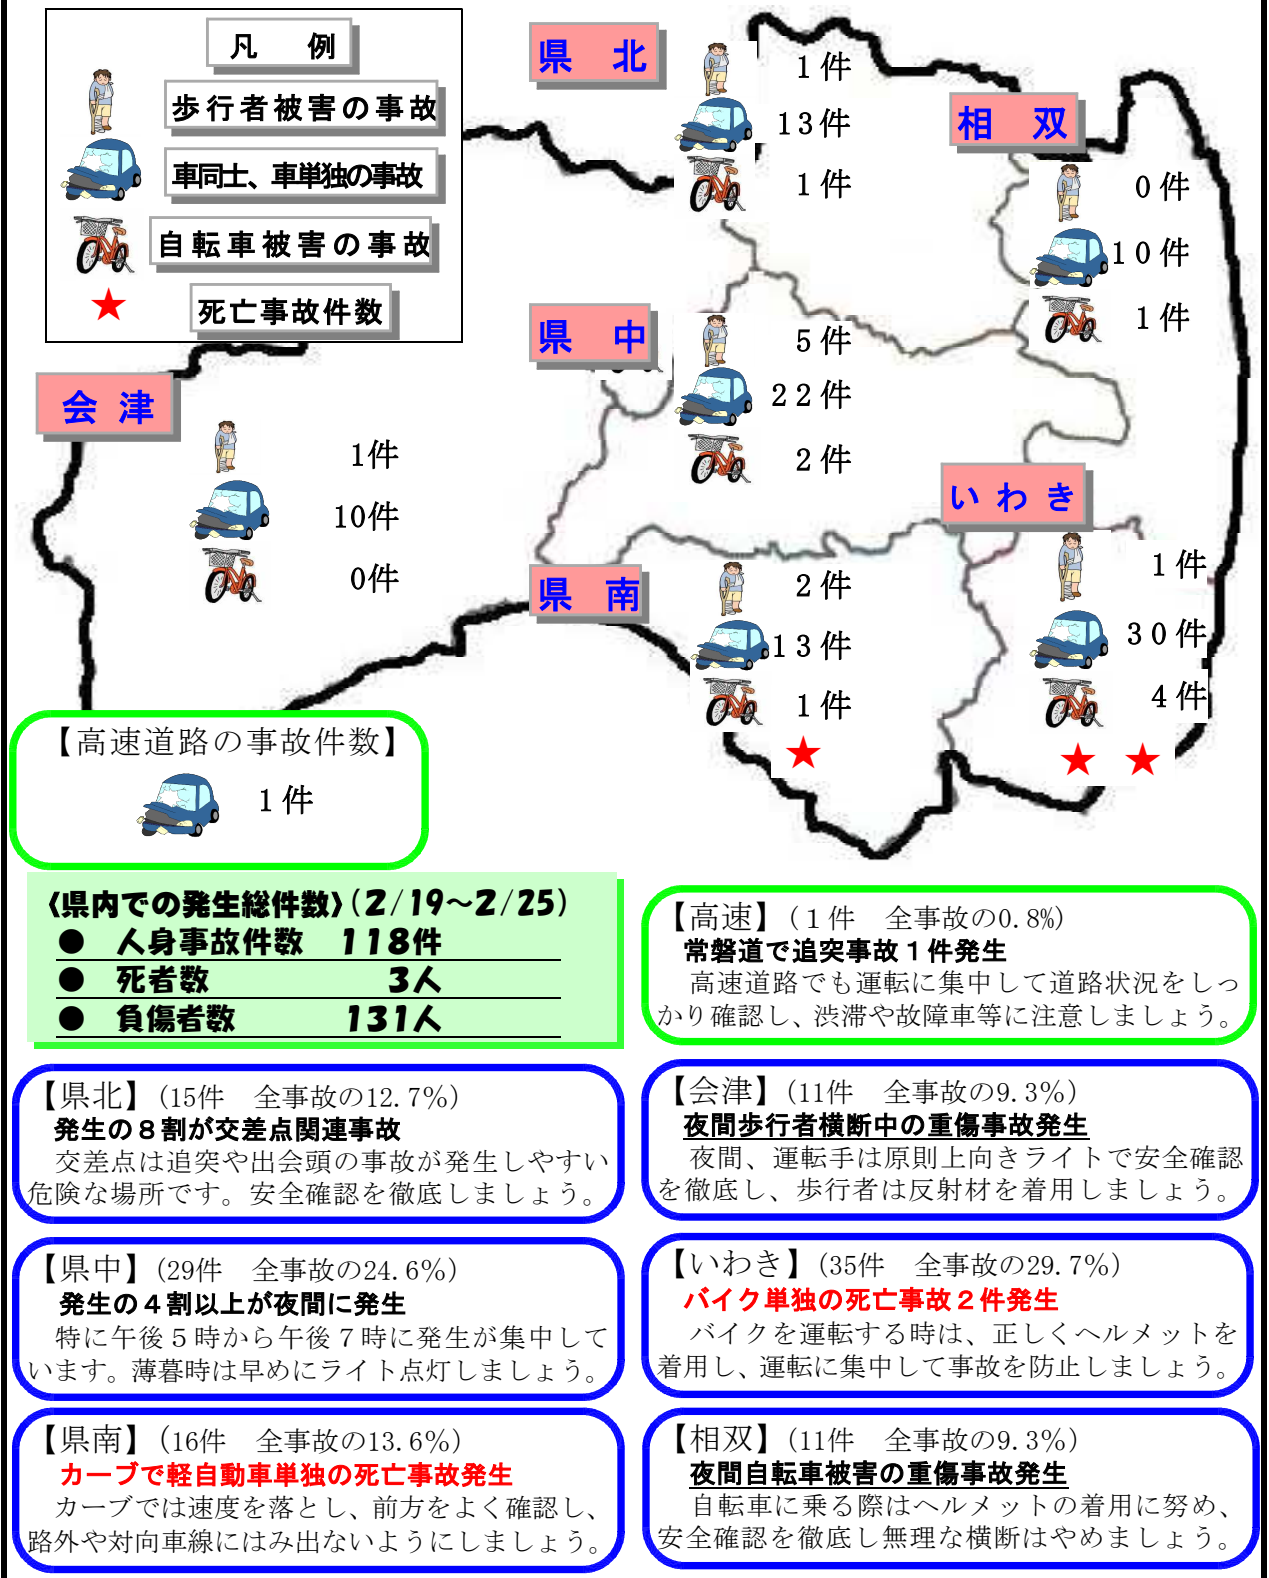 凡　例
歩行者被害の事故
車同士、車単独の事故
自転車被害の事故
★ 死亡事故件数
県　北
1件
13件
1件
相　双
0件
10件
1件
県　中
5件
22件
2件
会 津
1件
10件
0件
いわき
1件
30件
4件
★ ★
県　南
2件
13件
1件
★
【高速道路の事故件数】
1件
〈県内での発生総件数〉(2/19～2/25)
● 人身事故件数　118件
● 死者数　3人
● 負傷者数　131人
【高速】(１件　全事故の0.8%)
常磐道で追突事故１件発生
高速道路でも運転に集中して道路状況をしっ
かり確認し、渋滞や故障車等に注意しましょう。
【県北】(15件　全事故の12.7％)
発生の８割が交差点関連事故
交差点は追突や出会頭の事故が発生しやすい
危険な場所です。安全確認を徹底しましょう。
【会津】(11件　全事故の9.3％)
夜間歩行者横断中の重傷事故発生
夜間、運転手は原則上向きライトで安全確認
を徹底し、歩行者は反射材を着用しましょう。
【県中】(29件　全事故の24.6％)
発生の４割以上が夜間に発生
特に午後５時から午後７時に発生が集中して
います。薄暮時は早めにライト点灯しましょう。
【いわき】(35件　全事故の29.7％)
バイク単独の死亡事故２件発生
バイクを運転する時は、正しくヘルメットを
着用し、運転に集中して事故を防止しましょう。
【県南】(16件　全事故の13.6％)
カーブで軽自動車単独の死亡事故発生
カーブでは速度を落とし、前方をよく確認し、
路外や対向車線にはみ出ないようにしましょう。
【相双】(11件　全事故の9.3％)
夜間自転車被害の重傷事故発生
自転車に乗る際はヘルメットの着用に努め、
安全確認を徹底し無理な横断はやめましょう。